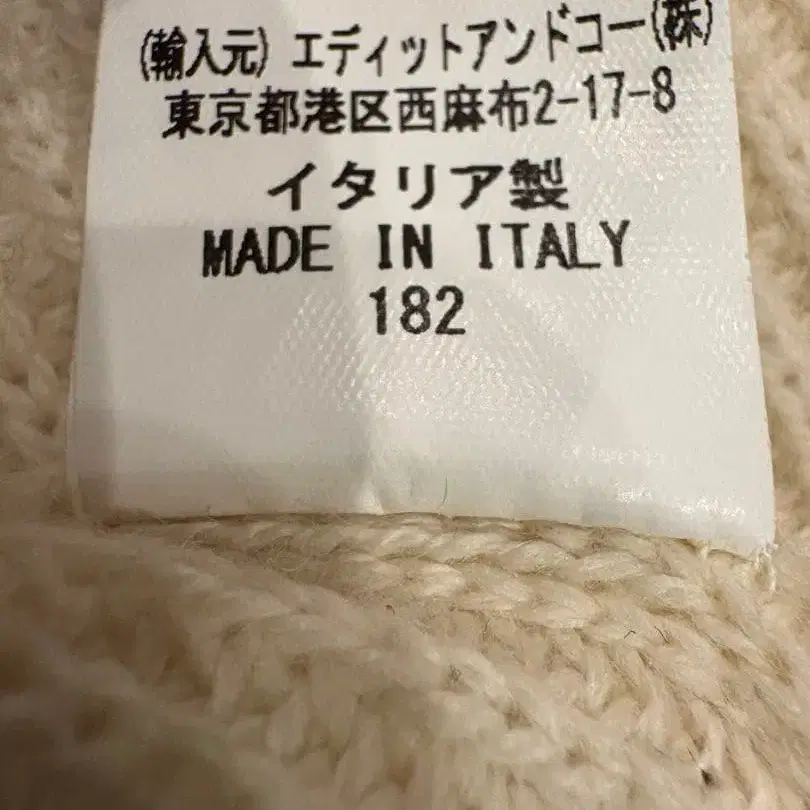 (輸入元) エディットアンドコー(株)
東京都港区西麻布2-17-8
イタリア製
MADE IN ITALY
182